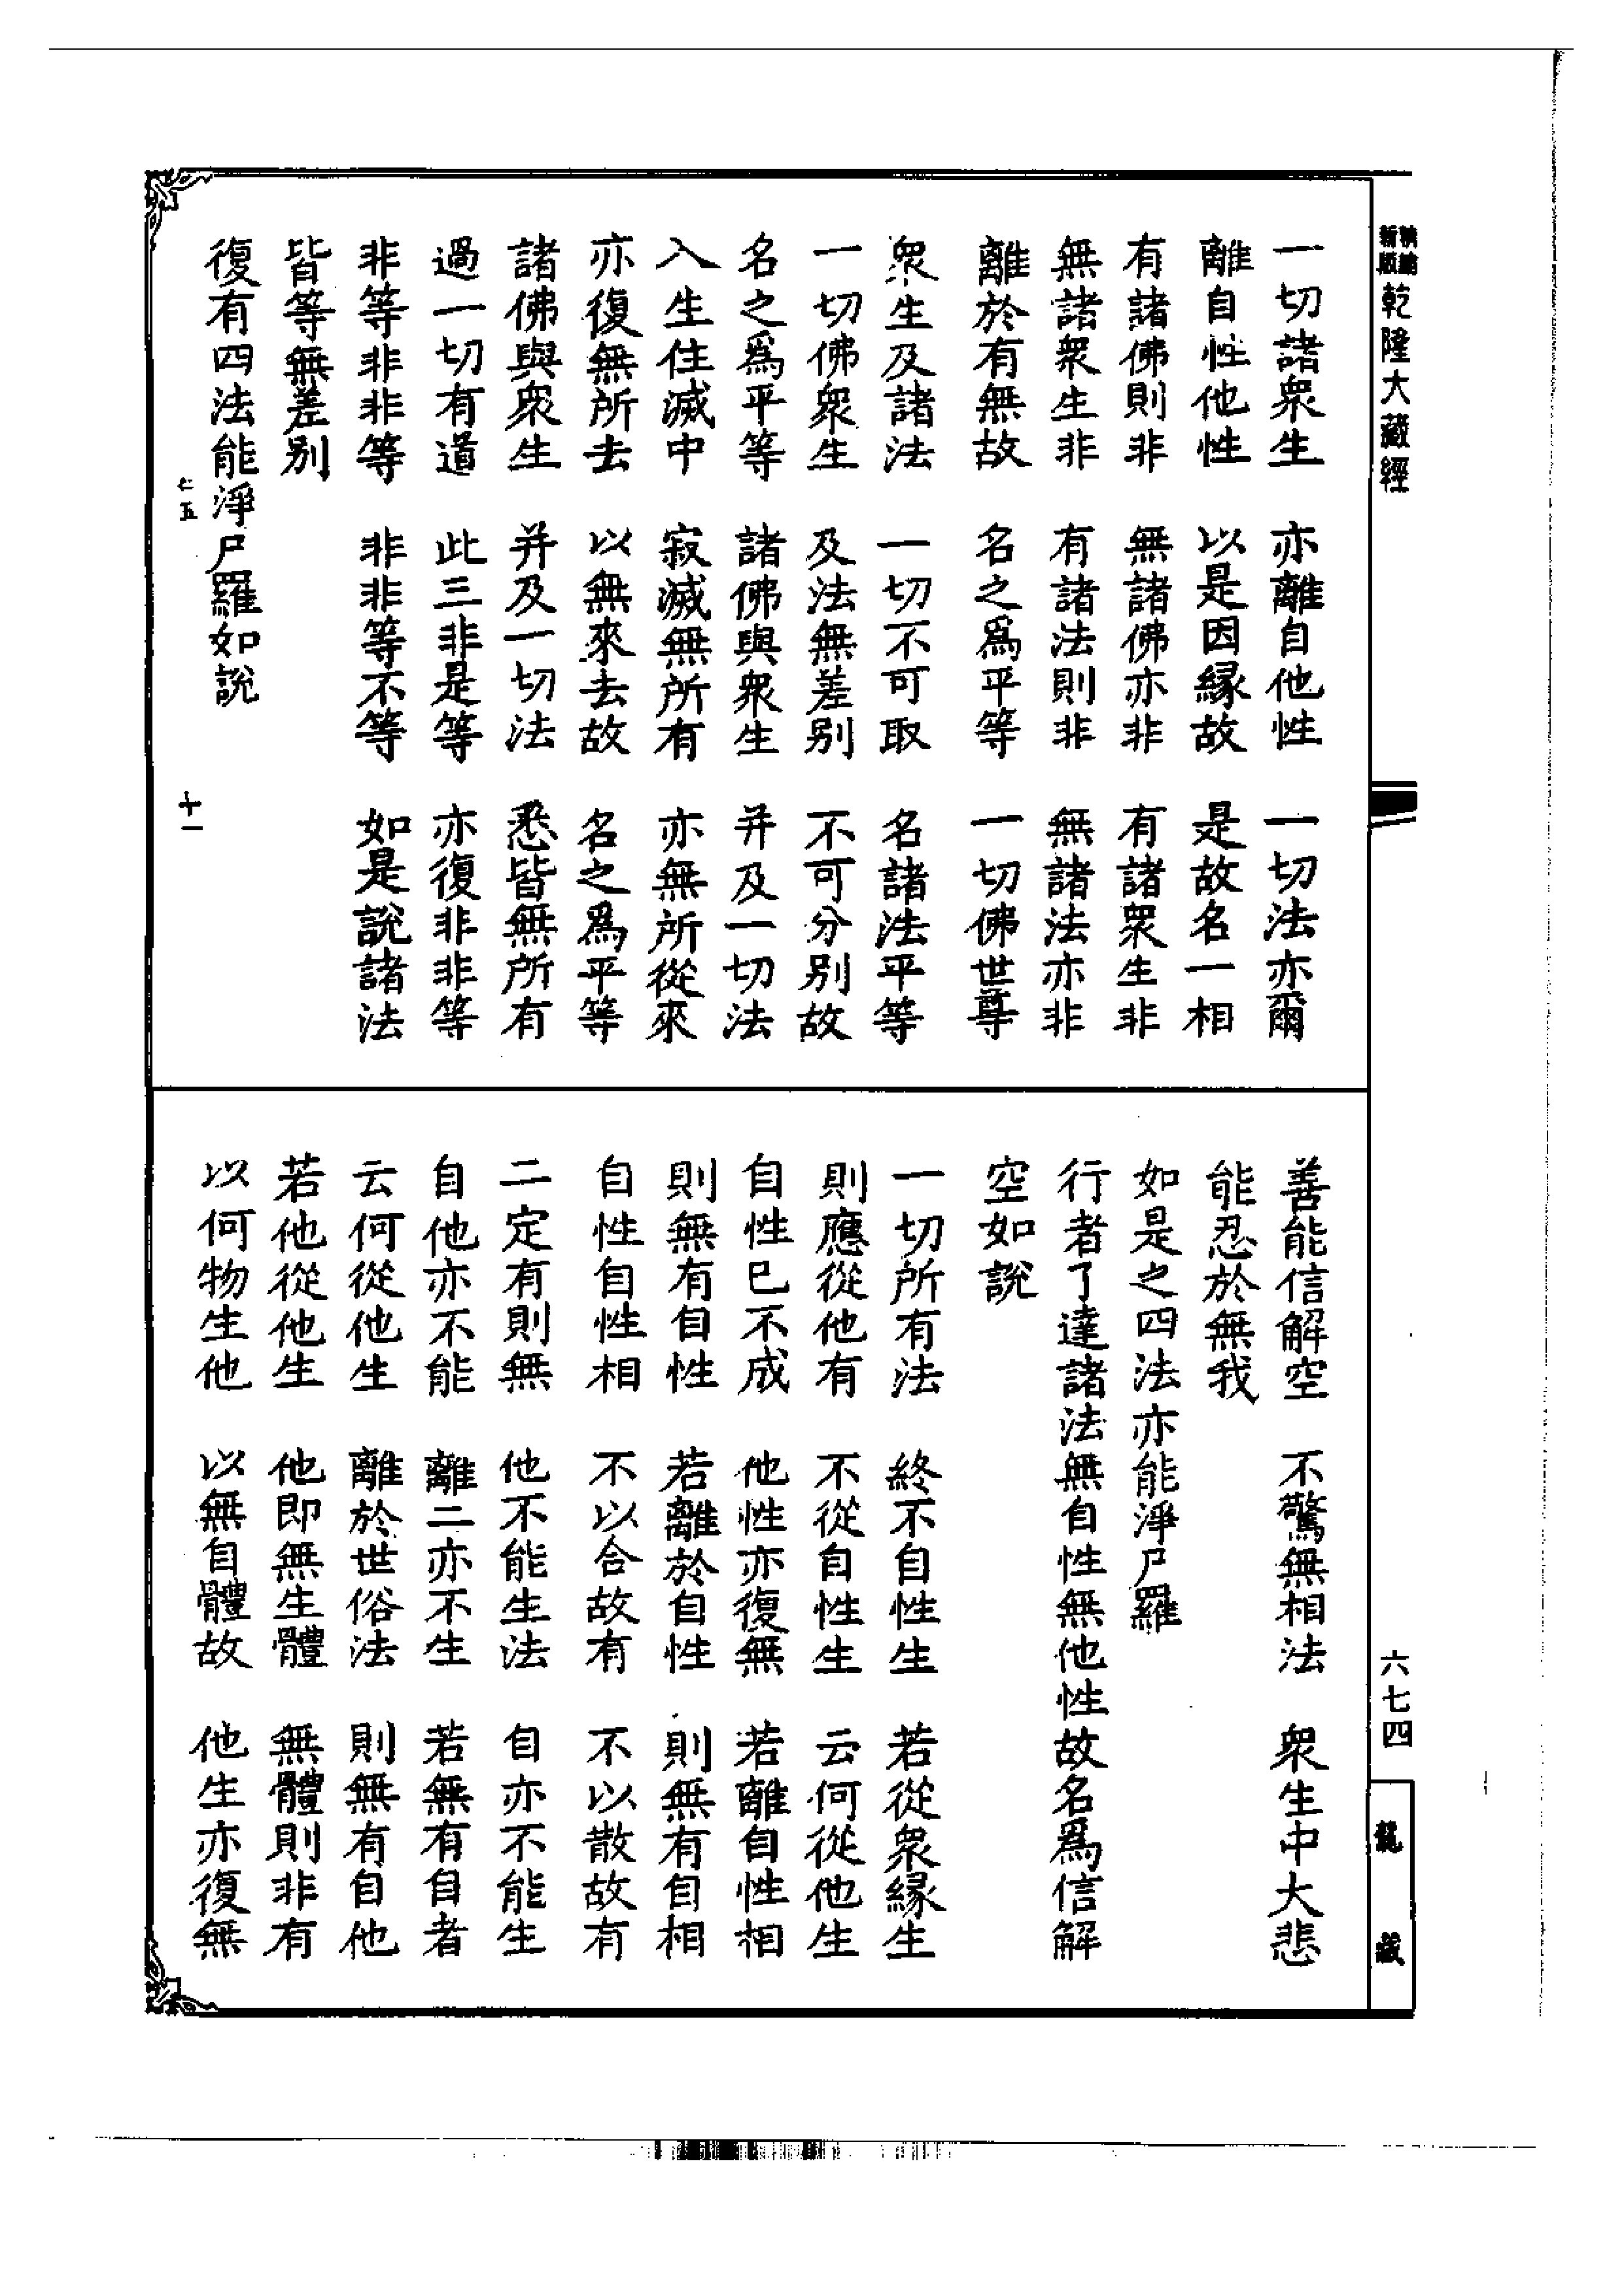 精繕新版乾隆大藏經
一切諸衆生　亦離自他性　一切法亦爾
離自性他性　以是因縁故　是故名一相
有諸佛則非　無諸佛亦非　有諸衆生非
無諸衆生非　有諸法則非　無諸法亦非
離於有無故　名之爲平等　一切佛世尊
衆生及諸法　一切不可取　名諸法平等
一切佛衆生　及法無差别　不可分别故
名之爲平等　諸佛與衆生　并及一切法
入生住滅中　寂滅無所有　亦無所從來
亦復無所去　以無來去故　名之爲平等
諸佛與衆生　并及一切法　悉皆無所有
過一切有道　此三非是等　亦復非非等
非等非非等　非非等不等　如是説諸法
皆等無差别
復有四法能淨尸羅如説
仁五　十一
善能信解空　不驚無相法　衆生中大悲
能忍於無我
如是之四法亦能淨尸羅
行者了達諸法無自性無他性故名爲信解
空如説
一切所有法　終不自性生　若從衆縁生
則應從他有　不從自性生　云何從他生
自性已不成　他性亦復無　若離自性相
則無有自性　若離於自性　則無有自相
自性自性相　不以合故有　不以散故有
二定有則無　他不能生法　自亦不能生
自他亦不能　離二亦不生　若無有自者
云何從他生　離於世俗法　則無有自他
若他從他生　他即無生體　無體則非有
以何物生他　以無自體故　他生亦復無
六七四
龍藏